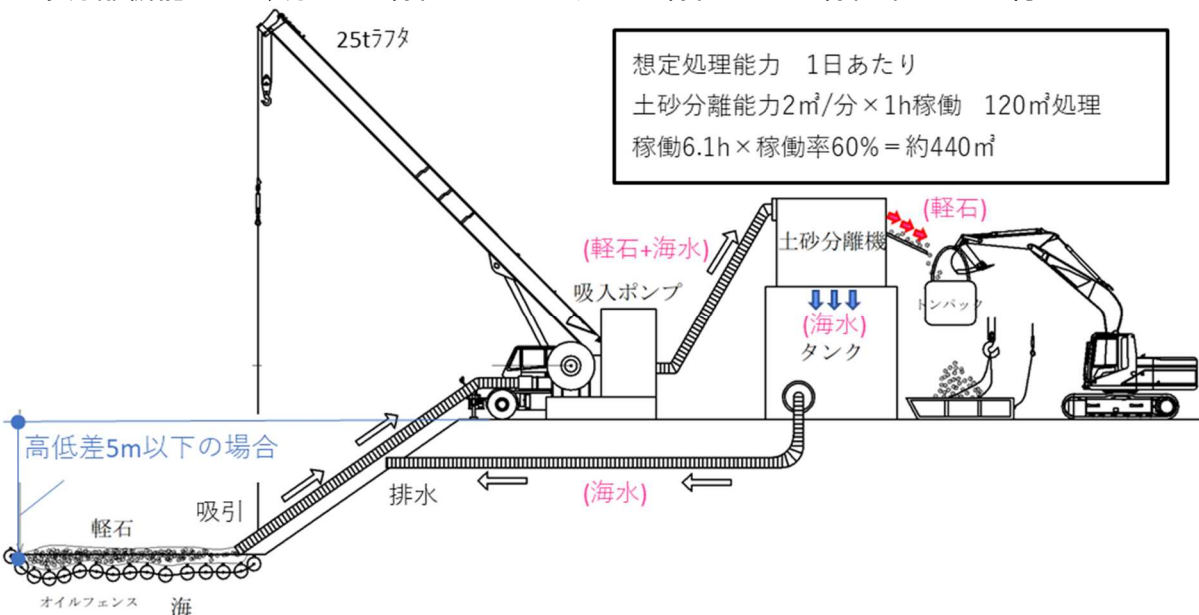 25tﾗﾌﾀ
想定処理能力　1日あたり
土砂分離能力2㎥/分×1h稼働　120㎥処理
稼働6.1h×稼働率60%＝約440㎥
(軽石)
(軽石+海水)
土砂分離機
吸入ポンプ
トンパック
(海水)
タンク
高低差5m以下の場合
吸引
排水
(海水)
軽石
オイルフェンス
海